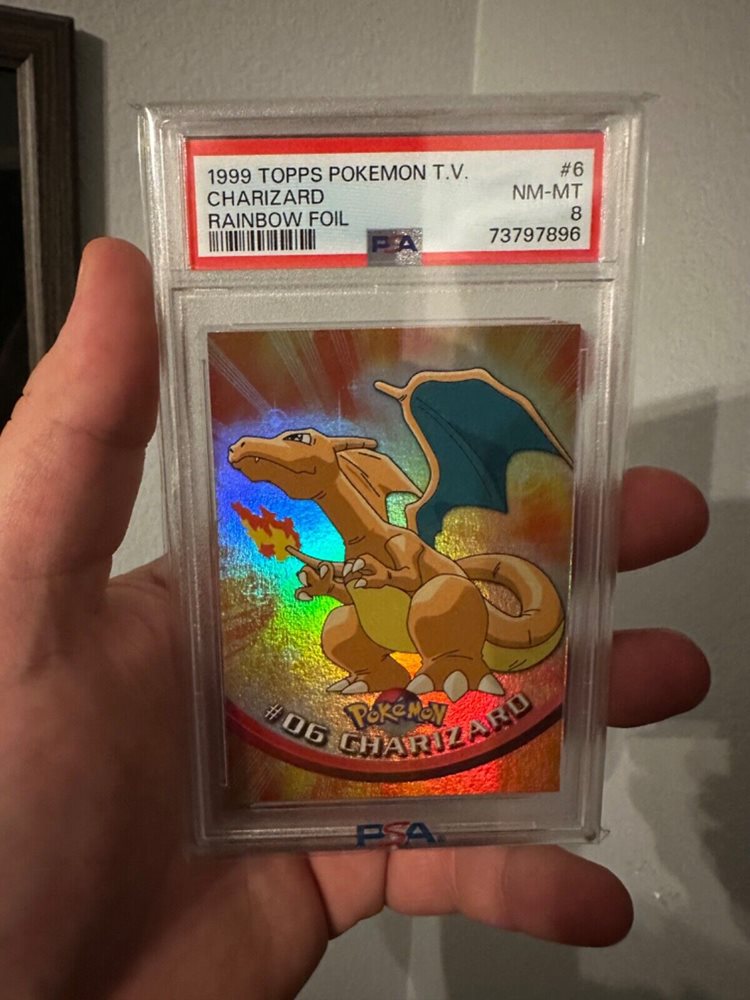 1999 TOPPS POKEMON T.V. #6
CHARIZARD NM-MT
RAINBOW FOIL 8
PSA 73797896
POKéMON
#06 CHARIZARD
PSA